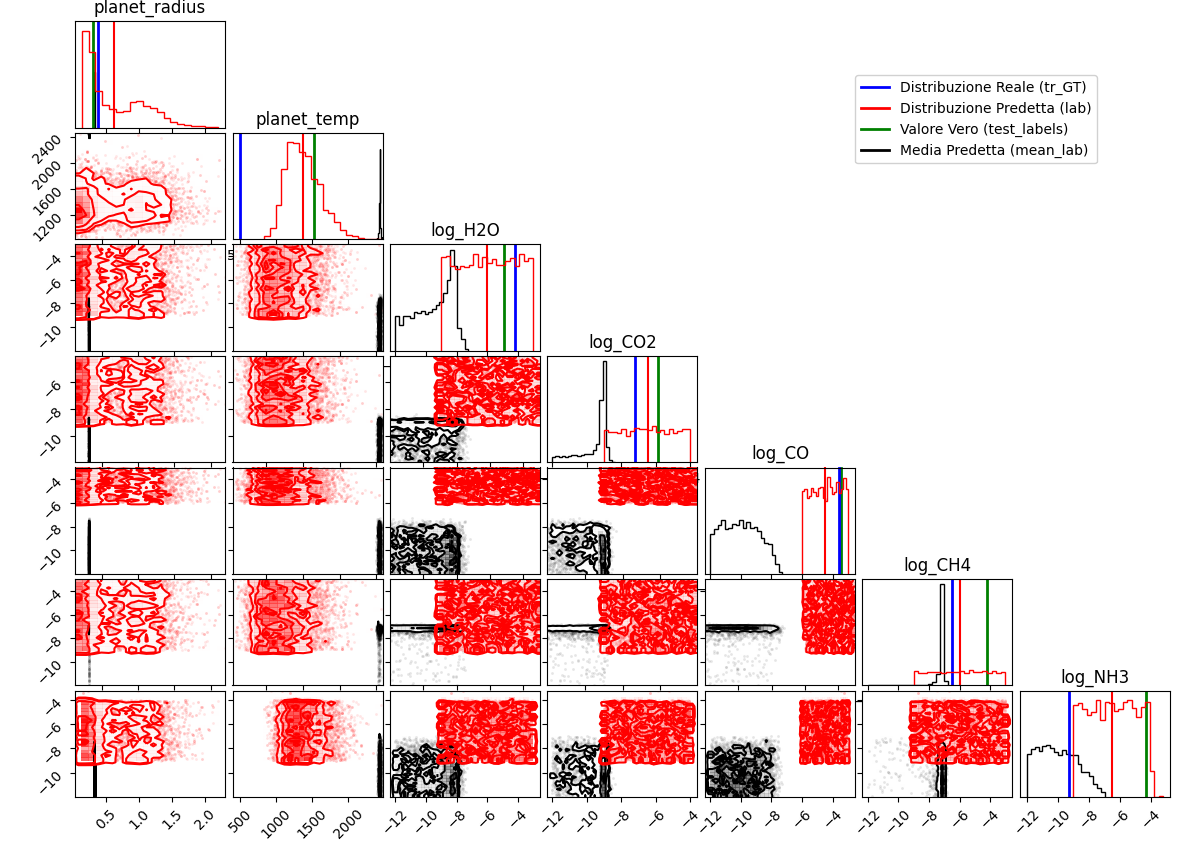 planet_radius
planet_temp
Distribuzione Reale (tr_GT)
Distribuzione Predetta (lab)
Valore Vero (test_labels)
Media Predetta (mean_lab)
2400
2000
1600
1200
log_H2O
−4
−6
−8
−10
log_CO2
−6
−8
−10
log_CO
−4
−6
−8
−10
log_CH4
−4
−6
−8
−10
log_NH3
−4
−6
−8
−10
0.5 1.0 1.5 2.0 500 1000 1500 2000 −12 −10 −8 −6 −4 −12 −10 −8 −6 −4 −12 −10 −8 −6 −4 −12 −10 −8 −6 −4 −12 −10 −8 −6 −4